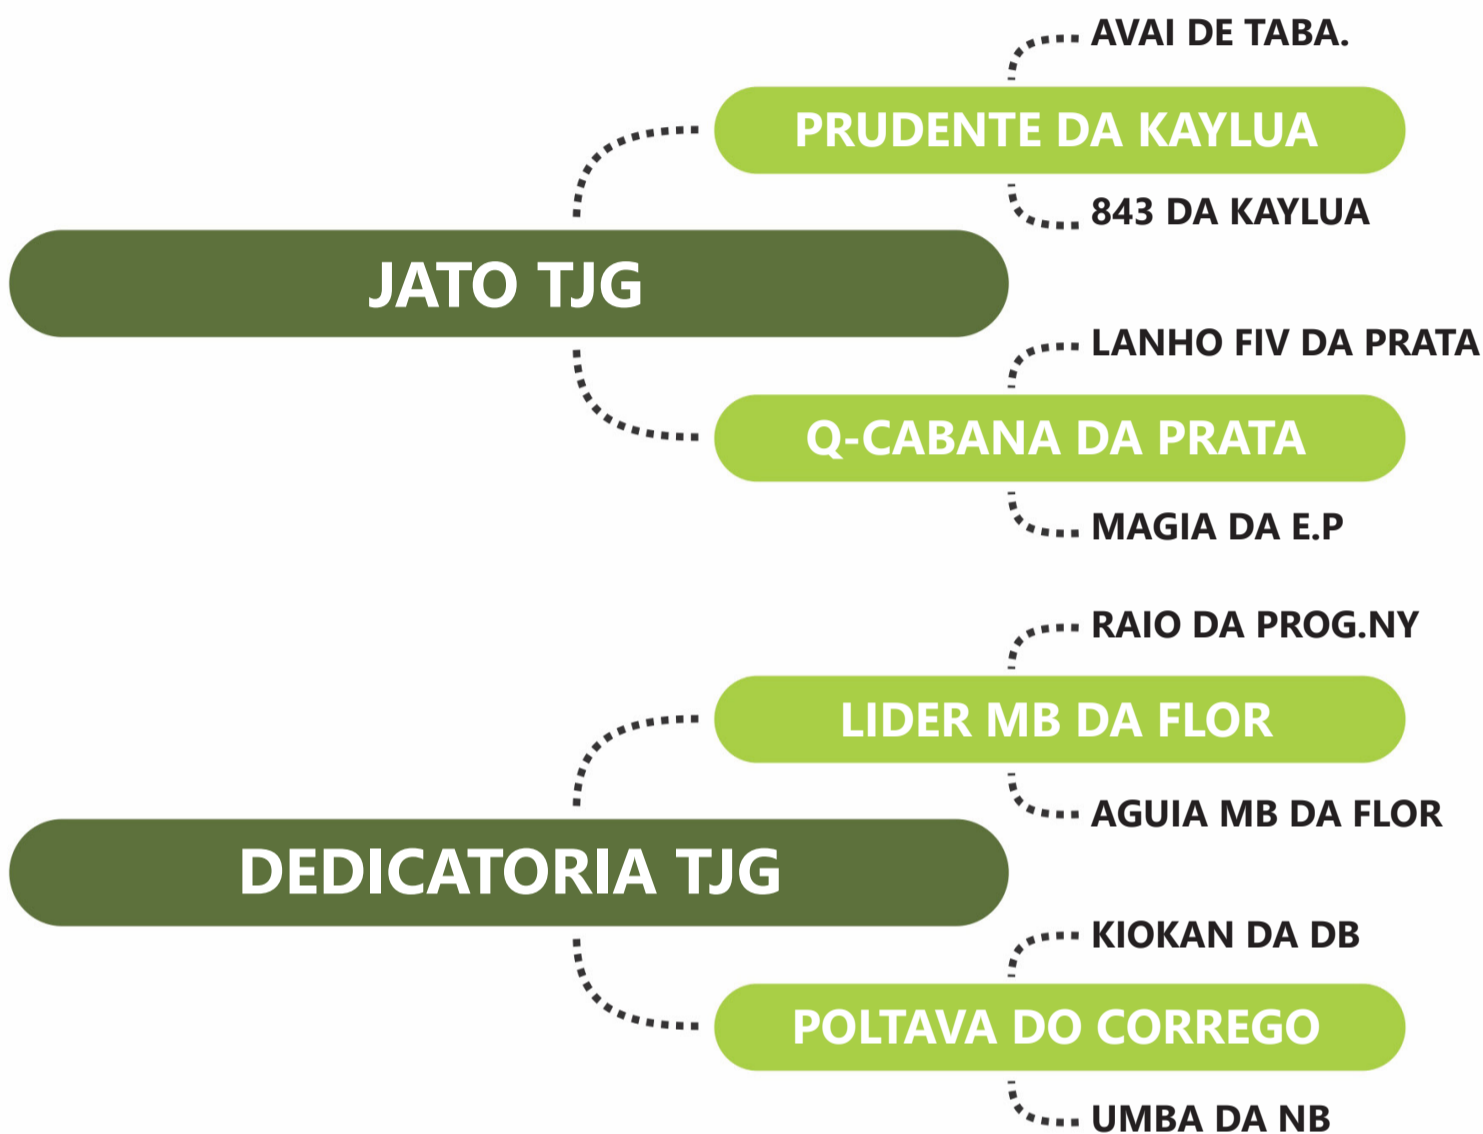 AVAI DE TABA.
PRUDENTE DA KAYLUA
843 DA KAYLUA
JATO TJG
LANHO FIV DA PRATA
Q-CABANA DA PRATA
MAGIA DA E.P
RAIO DA PROG.NY
LIDER MB DA FLOR
AGUIA MB DA FLOR
DEDICATORIA TJG
KIOKAN DA DB
POLTAVA DO CORREGO
UMBA DA NB